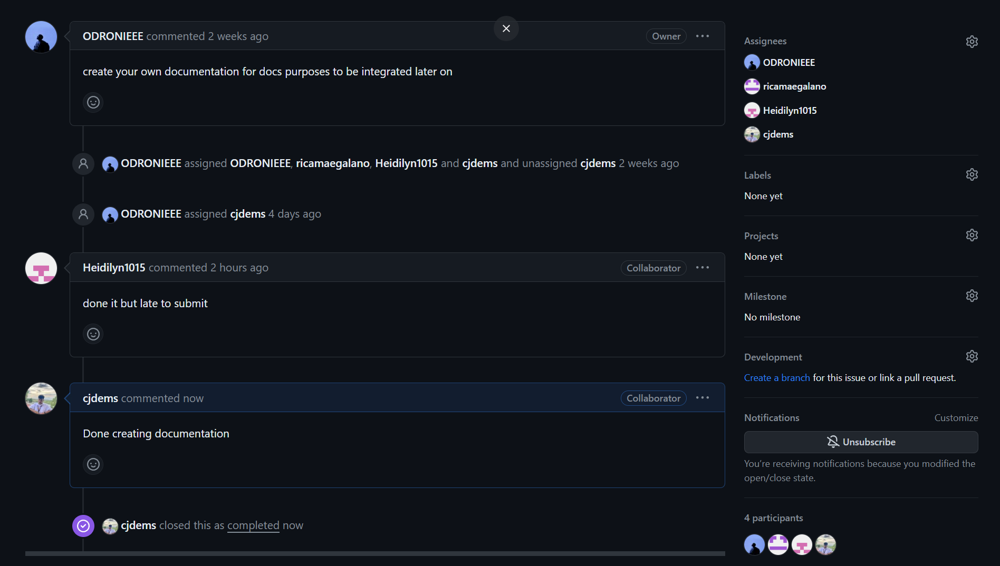 ODRONIEEE commented 2 weeks ago
Owner
create your own documentation for docs purposes to be integrated later on
ODRONIEEE assigned ODRONIEEE, ricamaegalano, Heidilyn1015 and cjdems and unassigned cjdems 2 weeks ago
ODRONIEEE assigned cjdems 4 days ago
Heidilyn1015 commented 2 hours ago
Collaborator
done it but late to submit
cjdems commented now
Collaborator
Done creating documentation
cjdems closed this as completed now
Assignees
ODRONIEEE
ricamaegalano
Heidilyn1015
cjdems
Labels
None yet
Projects
None yet
Milestone
No milestone
Development
Create a branch for this issue or link a pull request.
Notifications
Customize
Unsubscribe
You’re receiving notifications because you modified the
open/close state.
4 participants